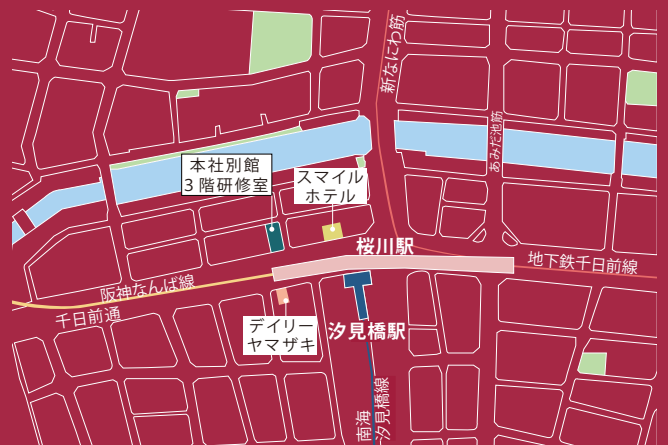 新なにわ筋
あみだ池筋
本社別館
3階研修室
スマイル
ホテル
桜川駅
地下鉄千日前線
阪神なんば線
千日前通
デイリー
ヤマザキ
汐見橋駅
南海
汐見橋線